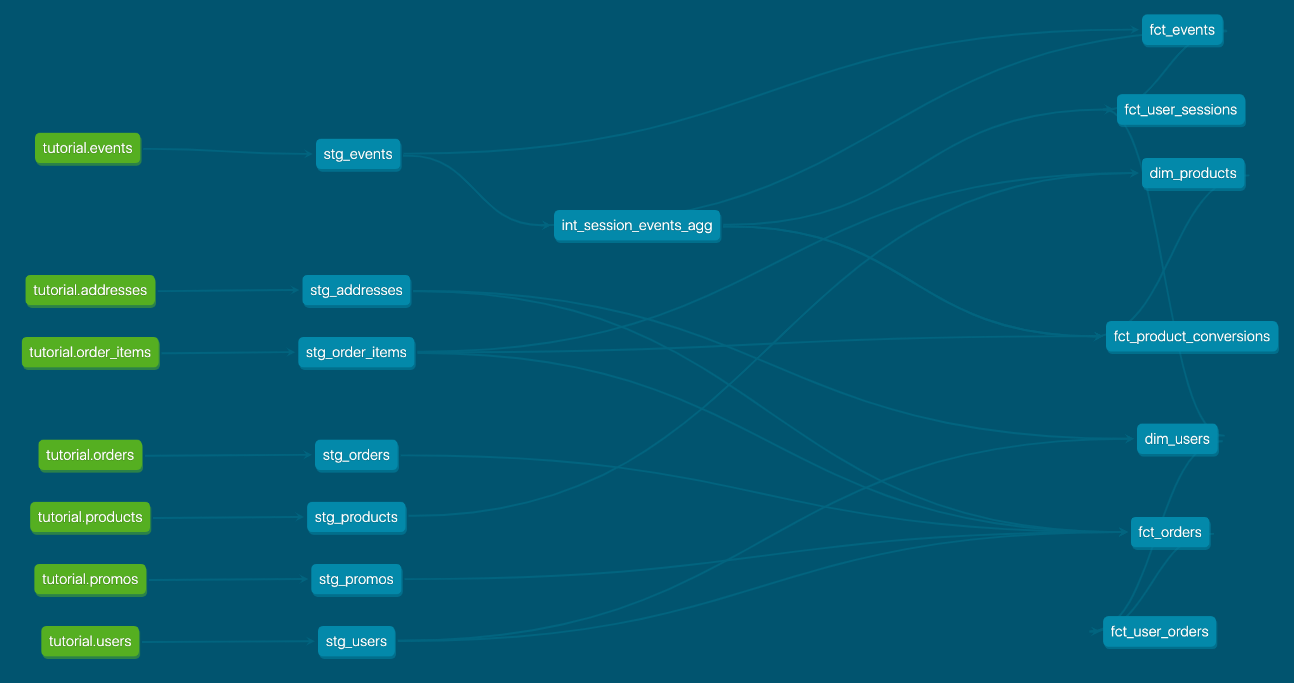 fct_events
fct_user_sessions
tutorial.events
stg_events
dim_products
int_session_events_agg
tutorial.addresses
stg_addresses
fct_product_conversions
tutorial.order_items
stg_order_items
dim_users
tutorial.orders
stg_orders
tutorial.products
stg_products
fct_orders
tutorial.promos
stg_promos
fct_user_orders
tutorial.users
stg_users